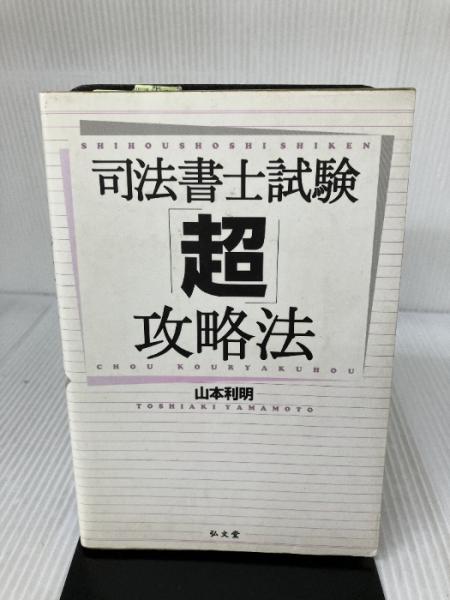 SHIHOUSHOSHI SHIKEN
司法書士試験
「超」
攻略法
CHOU KOURYAKUHOU
山本利明
TOSHIAKI YAMAMOTO
弘文堂